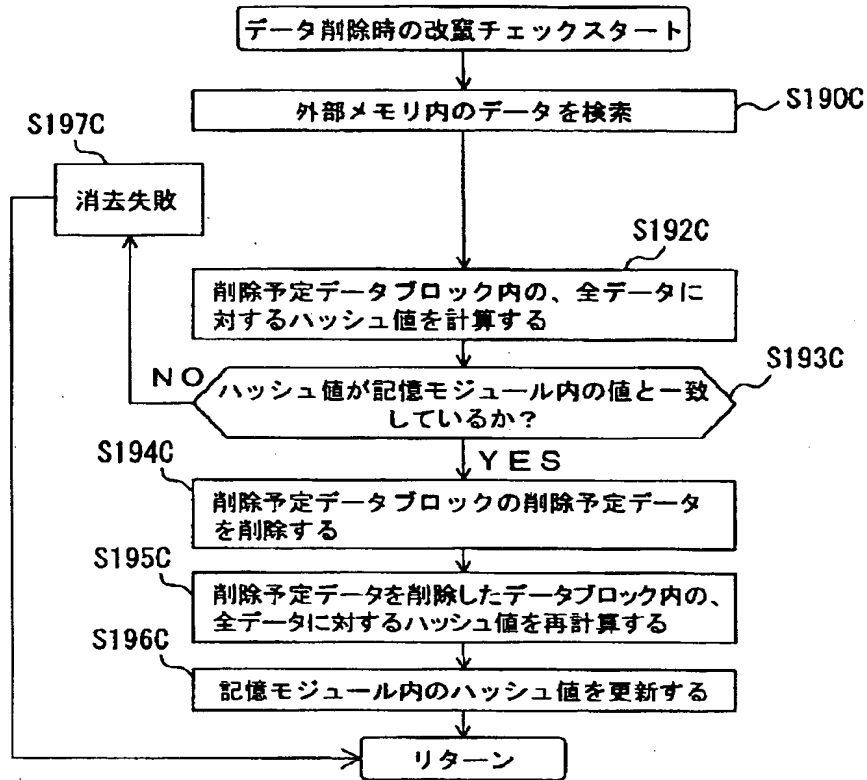 データ削除時の改竄チェックスタート
S190C
外部メモリ内のデータを検索
S197C
消去失敗
S192C
削除予定データブロック内の、全データに
対するハッシュ値を計算する
S193C
NO
ハッシュ値が記憶モジュール内の値と一致
しているか?
YES
S194C
削除予定データブロックの削除予定データ
を削除する
S195C
削除予定データを削除したデータブロック内の、
全データに対するハッシュ値を再計算する
S196C
記憶モジュール内のハッシュ値を更新する
リターン